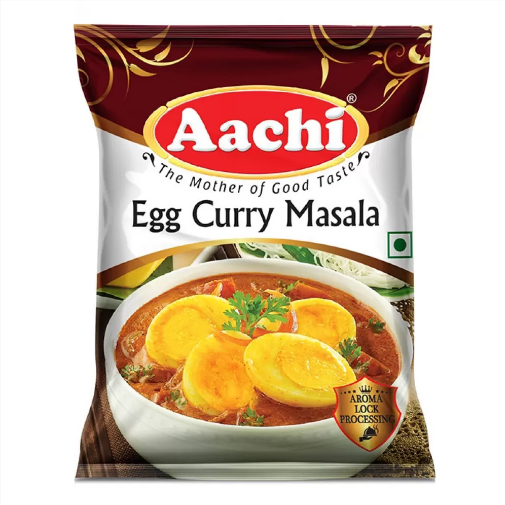 Aachi®
The Mother of Good Taste
Egg Curry Masala
AROMA
LOCK
PROCESSING